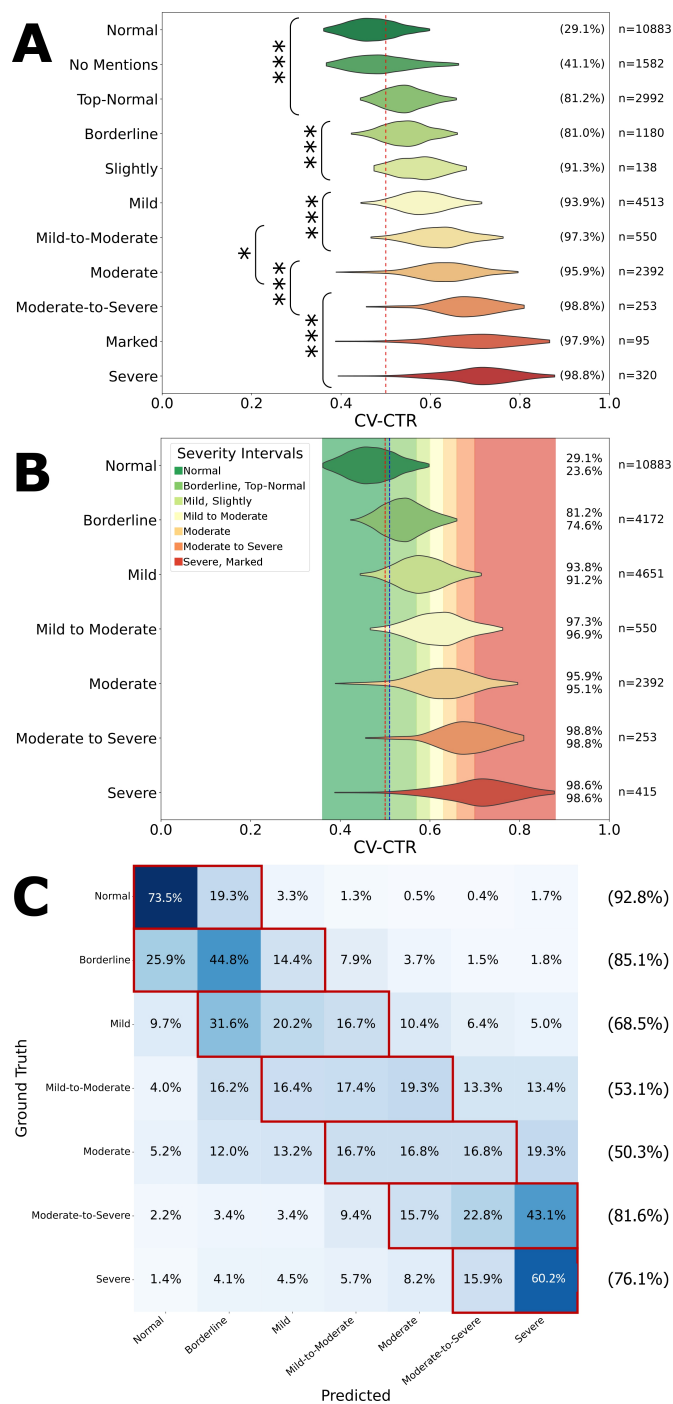 A
Normal (29.1%) n=10883
No Mentions (41.1%) n=1582
Top-Normal (81.2%) n=2992
Borderline (81.0%) n=1180
Slightly (91.3%) n=138
Mild (93.9%) n=4513
Mild-to-Moderate (97.3%) n=550
Moderate (95.9%) n=2392
Moderate-to-Severe (98.8%) n=253
Marked (97.9%) n=95
Severe (98.8%) n=320
***
***
***
*
***
***
0.0 0.2 0.4 0.6 0.8 1.0
CV-CTR
B
Severity Intervals
Normal
Borderline, Top-Normal
Mild, Slightly
Mild to Moderate
Moderate
Moderate to Severe
Severe, Marked
Normal 29.1% 23.6% n=10883
Borderline 81.2% 74.6% n=4172
Mild 93.8% 91.2% n=4651
Mild to Moderate 97.3% 96.9% n=550
Moderate 95.9% 95.1% n=2392
Moderate to Severe 98.8% 98.8% n=253
Severe 98.6% 98.6% n=415
0.0 0.2 0.4 0.6 0.8 1.0
CV-CTR
C
Ground Truth
Normal 73.5% 19.3% 3.3% 1.3% 0.5% 0.4% 1.7% (92.8%)
Borderline 25.9% 44.8% 14.4% 7.9% 3.7% 1.5% 1.8% (85.1%)
Mild 9.7% 31.6% 20.2% 16.7% 10.4% 6.4% 5.0% (68.5%)
Mild-to-Moderate 4.0% 16.2% 16.4% 17.4% 19.3% 13.3% 13.4% (53.1%)
Moderate 5.2% 12.0% 13.2% 16.7% 16.8% 16.8% 19.3% (50.3%)
Moderate-to-Severe 2.2% 3.4% 3.4% 9.4% 15.7% 22.8% 43.1% (81.6%)
Severe 1.4% 4.1% 4.5% 5.7% 8.2% 15.9% 60.2% (76.1%)
Normal Borderline Mild Mild-to-Moderate Moderate Moderate-to-Severe Severe
Predicted